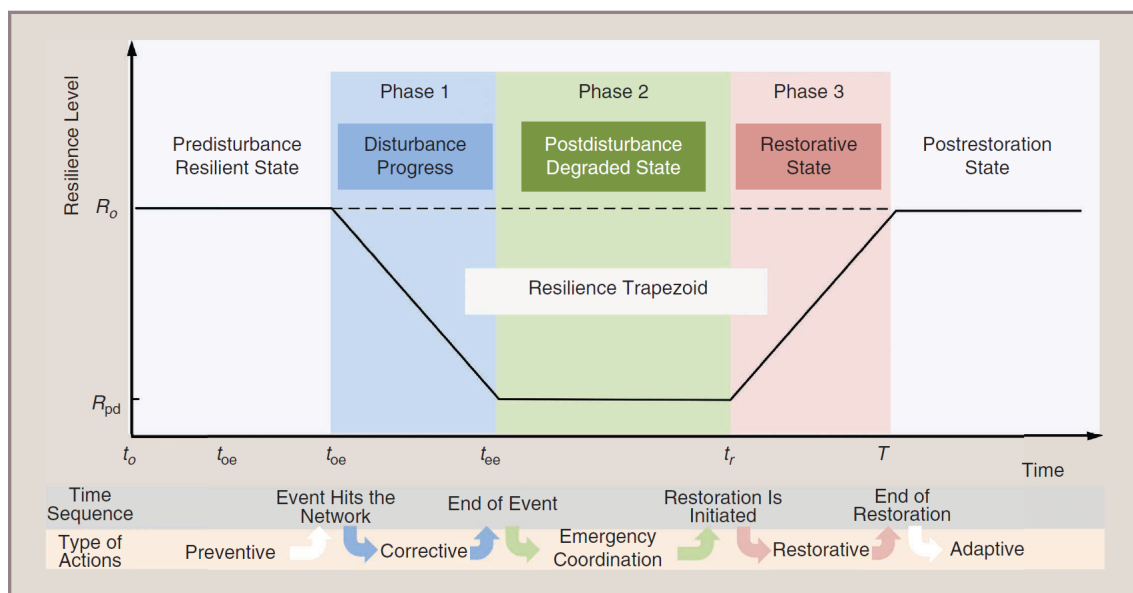 Resilience Level
Phase 1
Phase 2
Phase 3
Predisturbance
Resilient State
Disturbance
Progress
Postdisturbance
Degraded State
Restorative
State
Postrestoration
State
Ro
Resilience Trapezoid
Rpd
to
toe
toe
tee
tr
T
Time
Time
Sequence
Event Hits the
Network
End of Event
Restoration Is
Initiated
End of
Restoration
Type of
Actions
Preventive
Corrective
Emergency
Coordination
Restorative
Adaptive